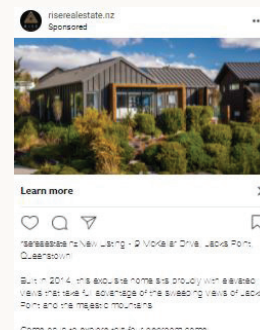 riserealestate.nz
Sponsored
Learn more
riserealestate.nz New Listing - 9 Drive, Jacks Point,
Queenstown
Built in 2014, this exquisite home sits proudly with elevated
views that take full advantage of the sweeping views of Jacks
Point and the majestic mountains.